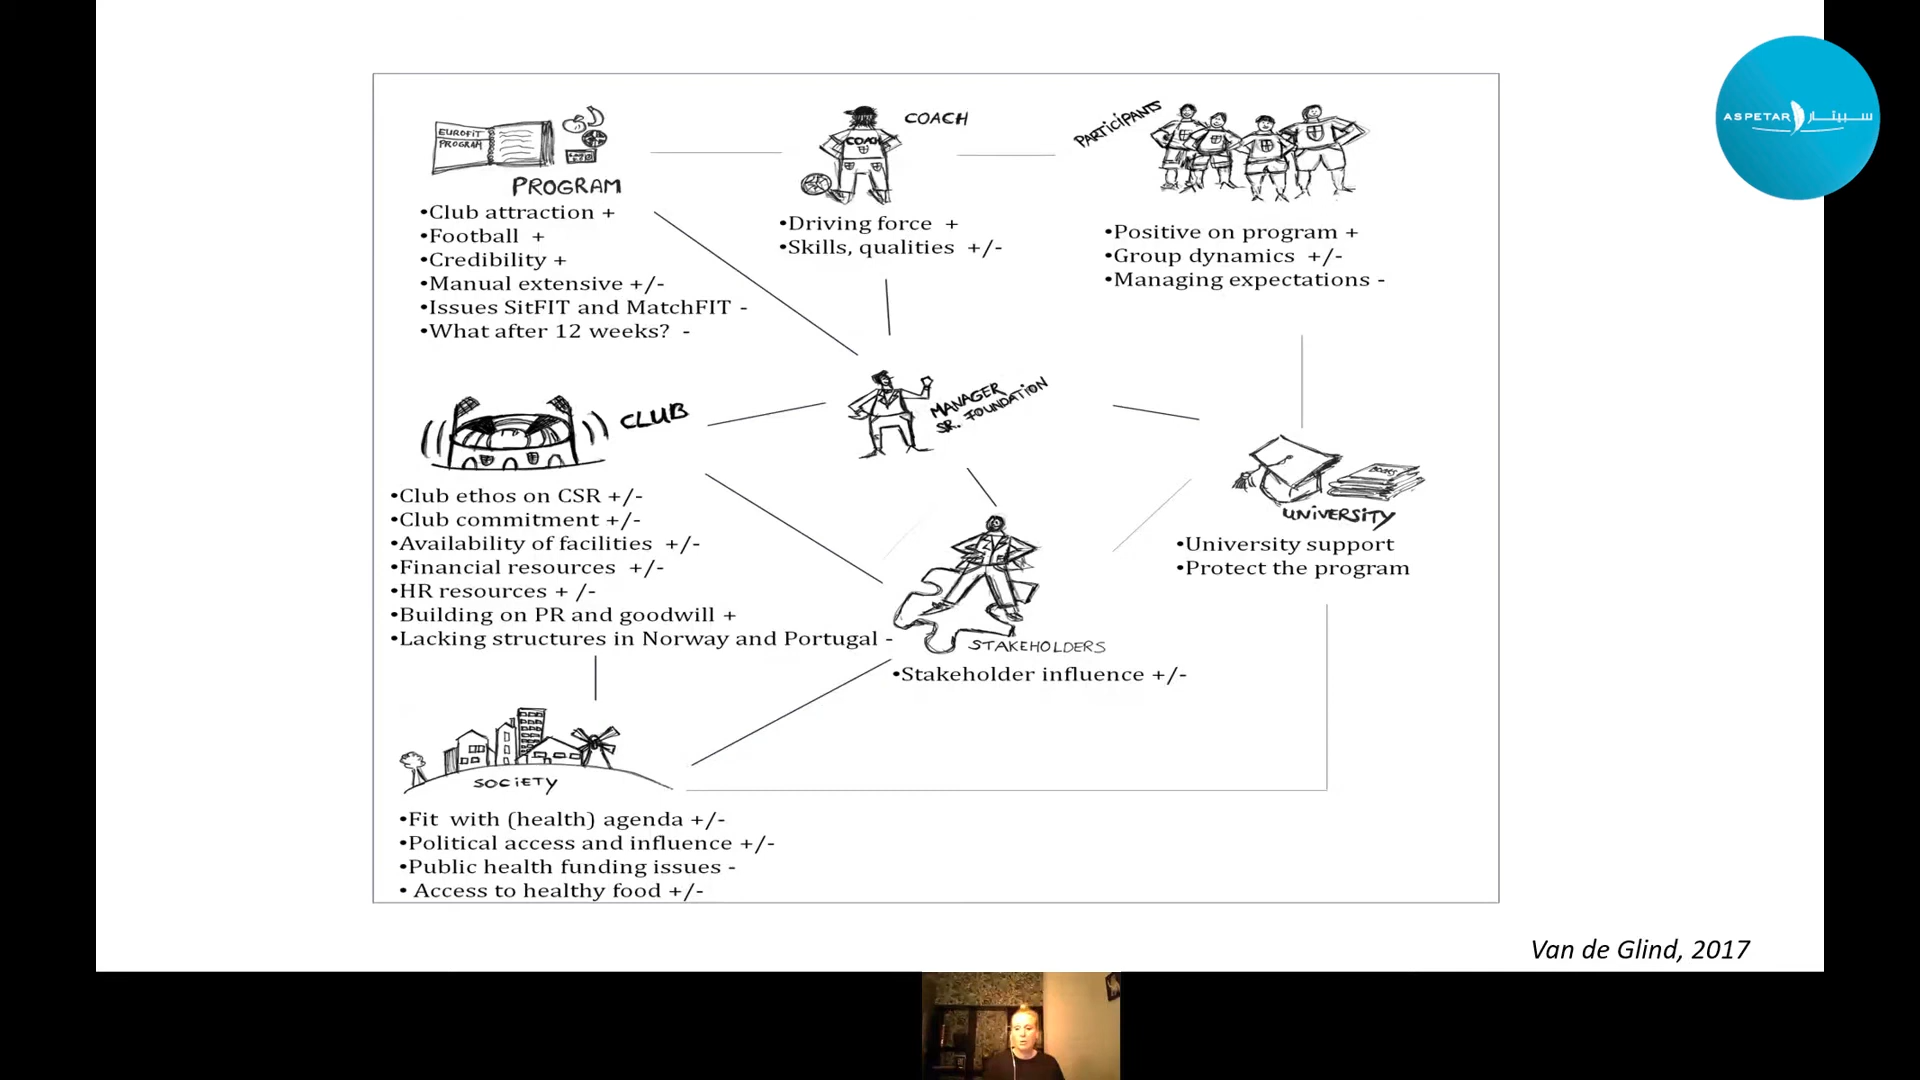 ASPETAR سبيتار
EUROFIT
PROGRAM
PROGRAM
•Club attraction +
•Football +
•Credibility +
•Manual extensive +/-
•Issues SitFIT and MatchFIT -
•What after 12 weeks? -
COACH
COACH
•Driving force +
•Skills, qualities +/-
PARTICIPANTS
•Positive on program +
•Group dynamics +/-
•Managing expectations -
MANAGER
SR. FOUNDATION
CLUB
•Club ethos on CSR +/-
•Club commitment +/-
•Availability of facilities +/-
•Financial resources +/-
•HR resources + /-
•Building on PR and goodwill +
•Lacking structures in Norway and Portugal -
BOOKS
UNIVERSITY
•University support
•Protect the program
STAKEHOLDERS
•Stakeholder influence +/-
SOCIETY
•Fit with (health) agenda +/-
•Political access and influence +/-
•Public health funding issues -
• Access to healthy food +/-
Van de Glind, 2017